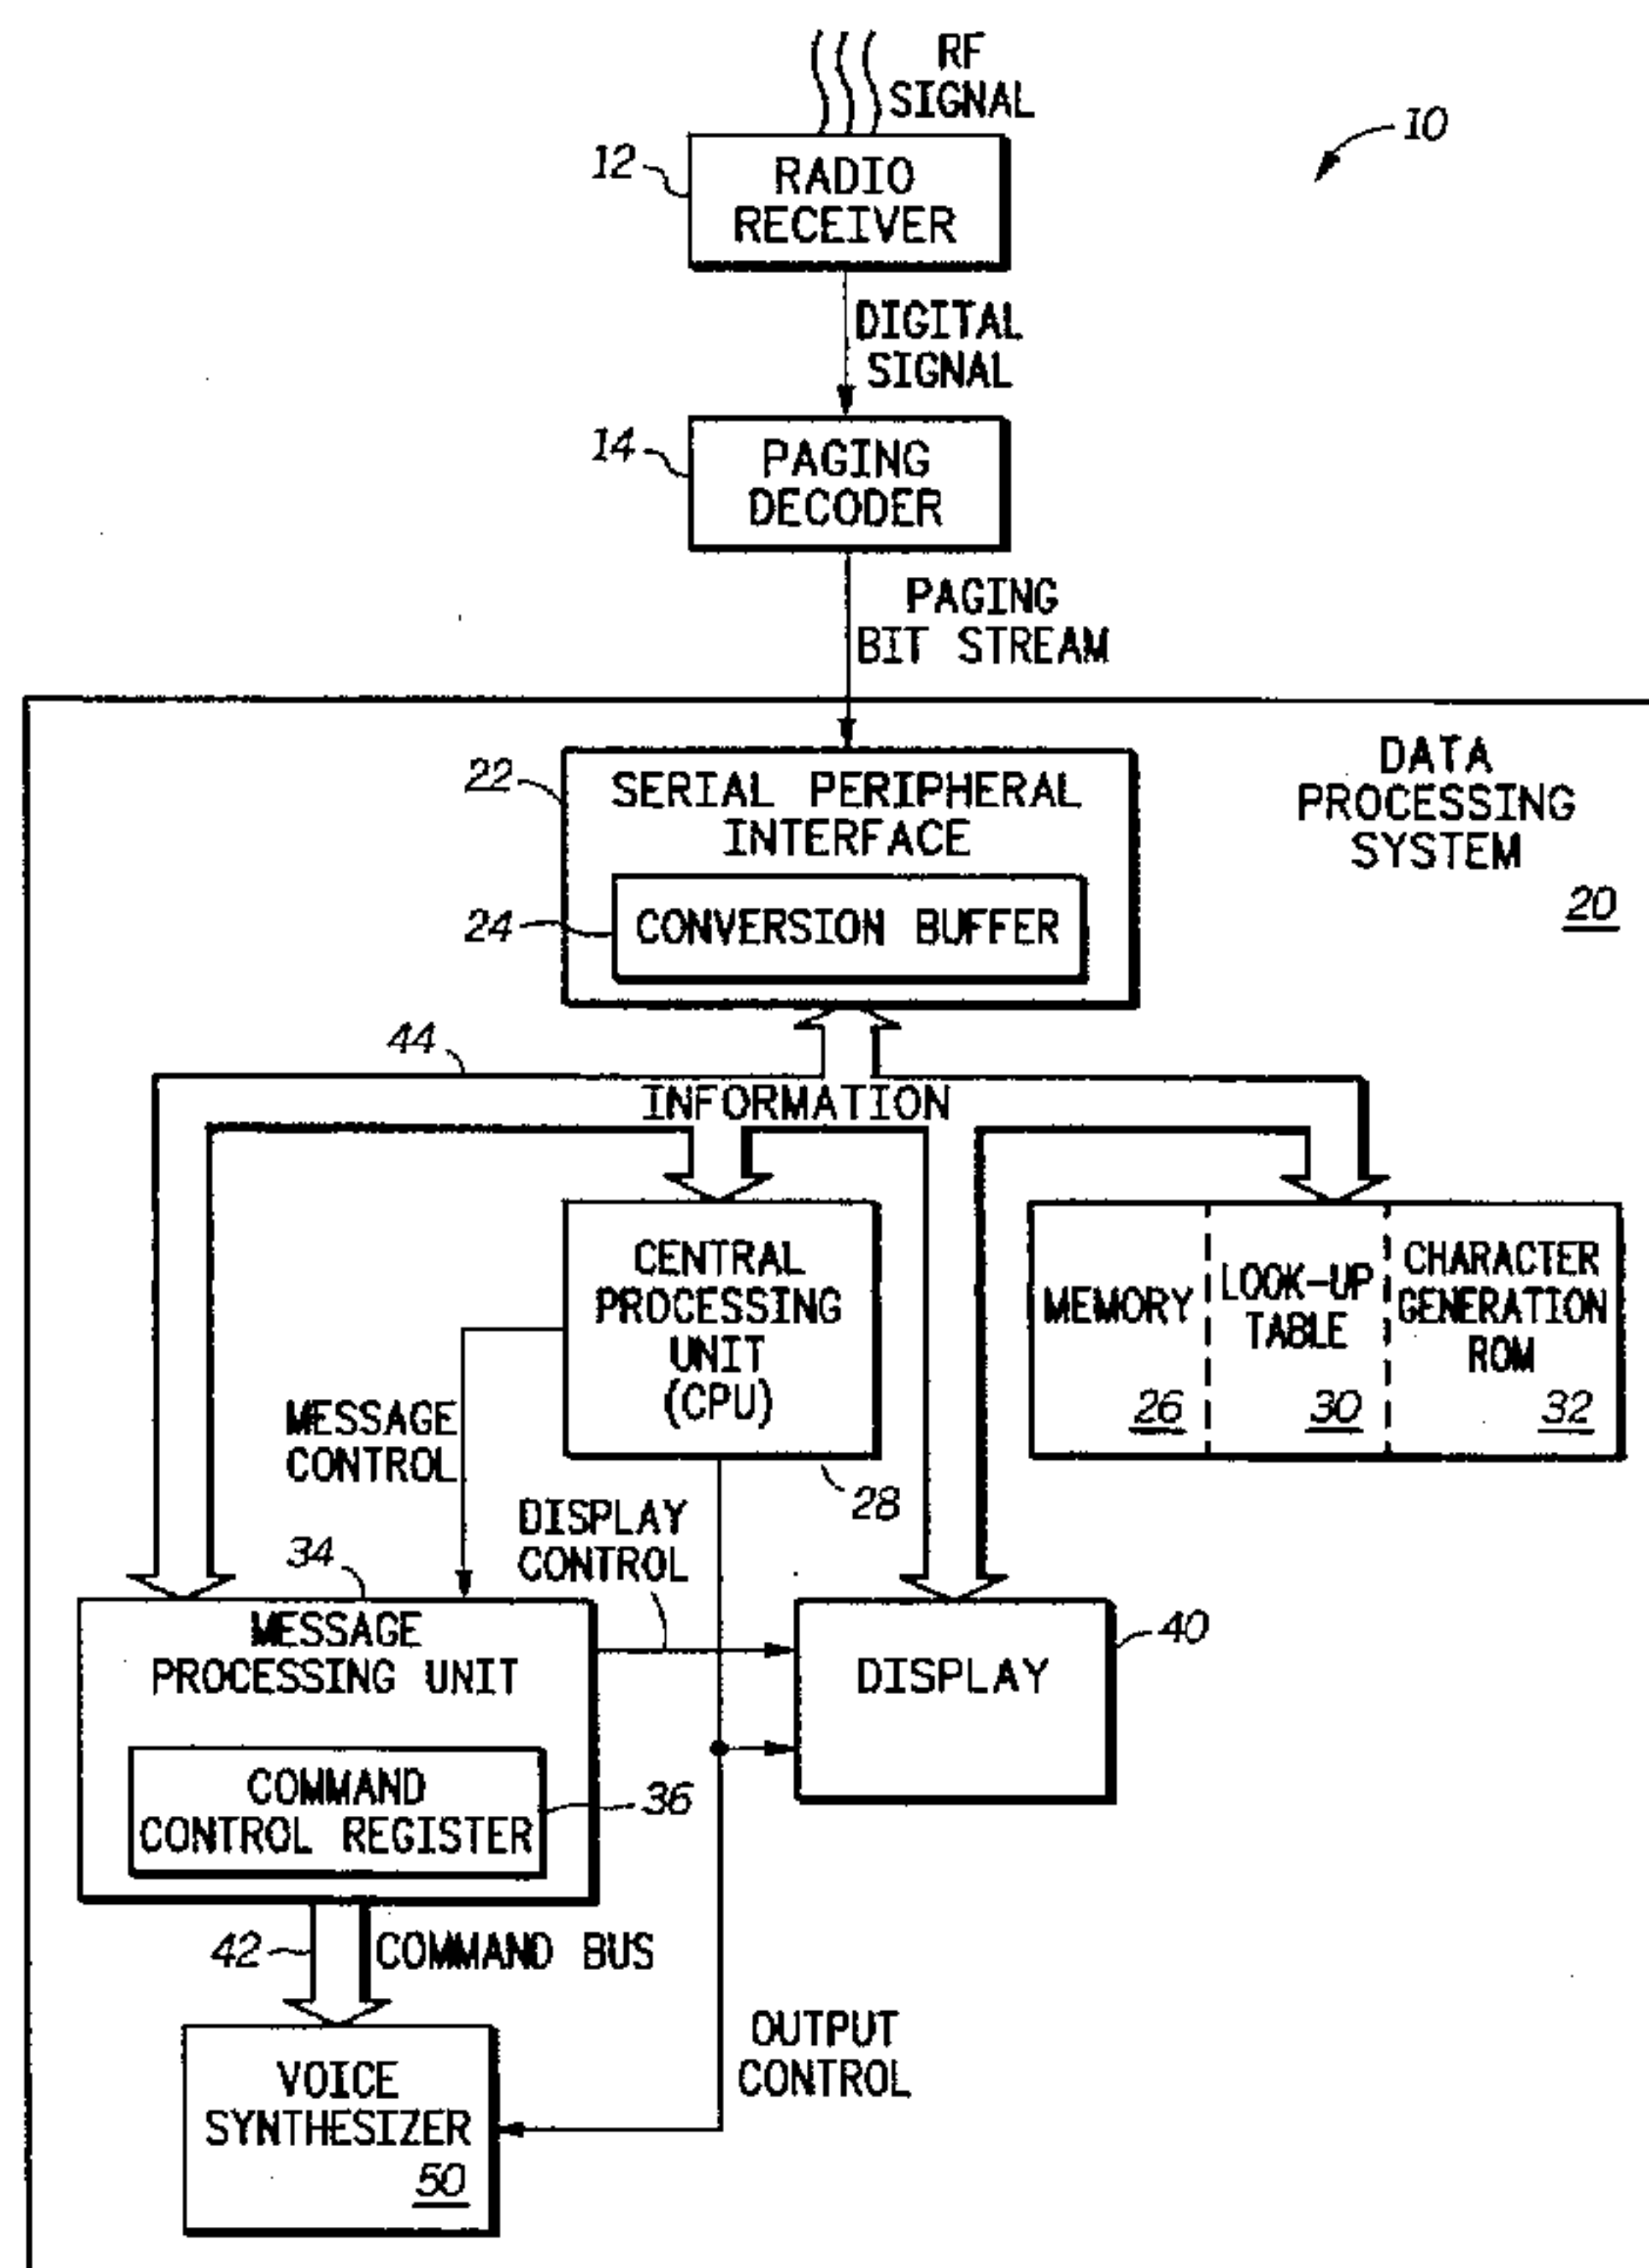 RF
SIGNAL
10
12
RADIO
RECEIVER
DIGITAL
SIGNAL
14
PAGING
DECODER
PAGING
BIT STREAM
22
SERIAL PERIPHERAL
INTERFACE
DATA
PROCESSING
SYSTEM
20
24
CONVERSION BUFFER
44
INFORMATION
CENTRAL
PROCESSING
UNIT
(CPU)
28
MEMORY
26
LOOK-UP
TABLE
30
CHARACTER
GENERATION
ROM
32
MESSAGE
CONTROL
DISPLAY
CONTROL
34
MESSAGE
PROCESSING UNIT
DISPLAY
40
COMMAND
CONTROL REGISTER
36
42
COMMAND BUS
OUTPUT
CONTROL
VOICE
SYNTHESIZER
50